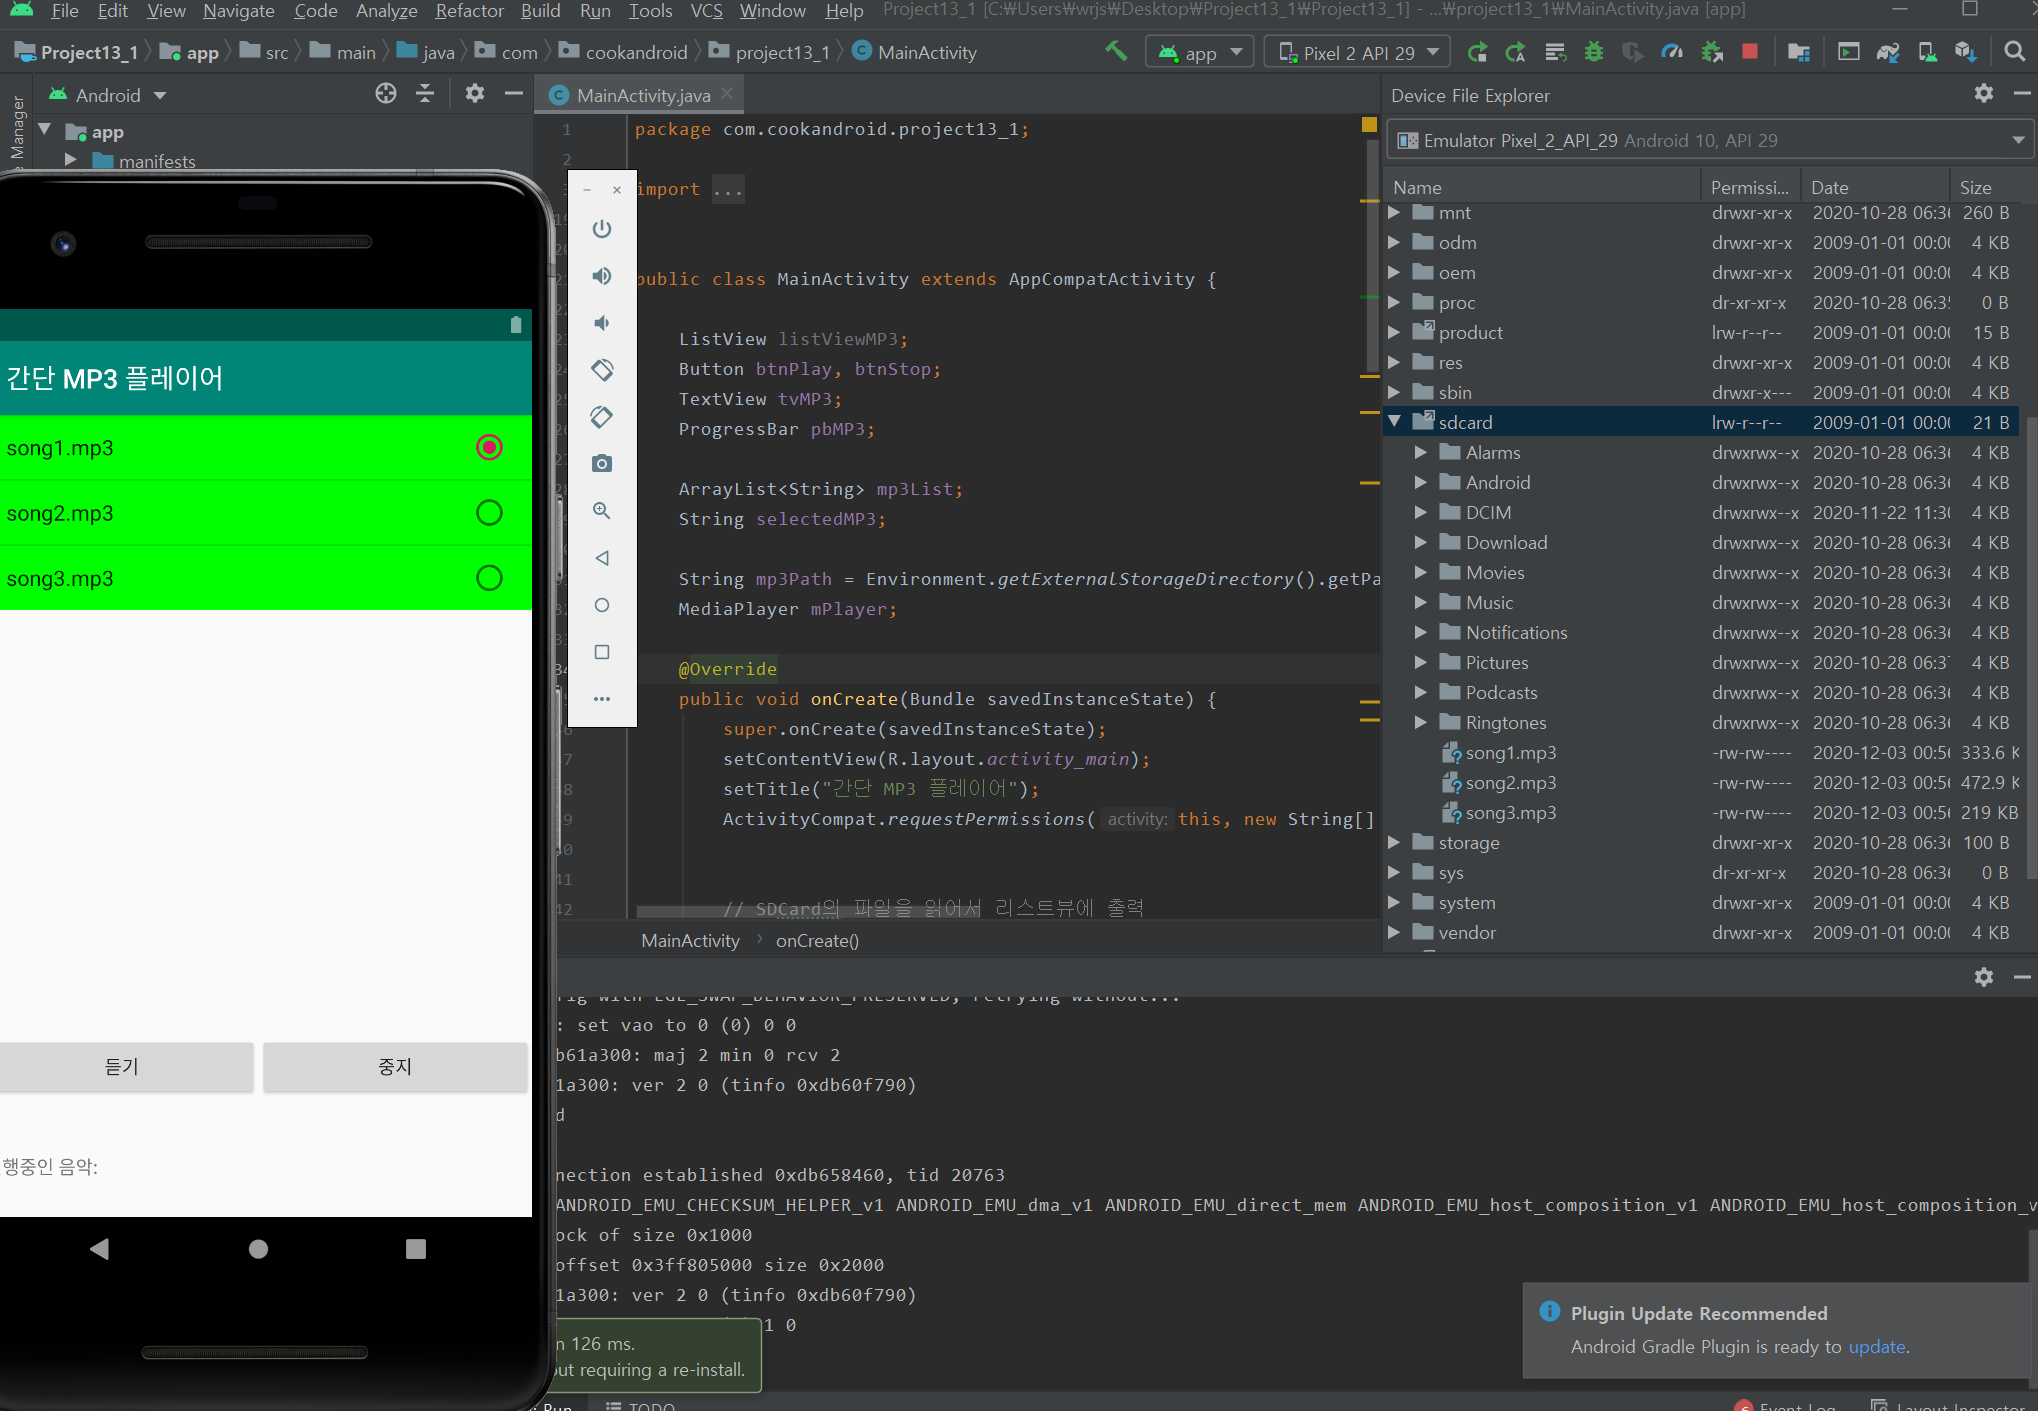 File Edit View Navigate Code Analyze Refactor Build Run Tools VCS Window Help Project13_1 [C:₩Users₩wrjs₩Desktop₩Project13_1₩Project13_1] - ...₩project13_1₩MainActivity.java [app]
Project13_1 app src main java com cookandroid project13_1 MainActivity app Pixel 2 API 29
Manager
Android
app
manifests
MainActivity.java
1 package com.cookandroid.project13_1;
2
import ...
public class MainActivity extends AppCompatActivity {
ListView listViewMP3;
Button btnPlay, btnStop;
TextView tvMP3;
ProgressBar pbMP3;
ArrayList<String> mp3List;
String selectedMP3;
String mp3Path = Environment.getExternalStorageDirectory().getPa
MediaPlayer mPlayer;
@Override
public void onCreate(Bundle savedInstanceState) {
super.onCreate(savedInstanceState);
setContentView(R.layout.activity_main);
setTitle("간단 MP3 플레이어");
ActivityCompat.requestPermissions( activity: this, new String[]
41
42 // SDCard의 파일을 읽어서 리스트뷰에 출력
MainActivity onCreate()
간단 MP3 플레이어
song1.mp3
song2.mp3
song3.mp3
듣기 중지
행중인 음악:
Device File Explorer
Emulator Pixel_2_API_29 Android 10, API 29
Name Permissi... Date Size
mnt drwxr-xr-x 2020-10-28 06:3 260 B
odm drwxr-xr-x 2009-01-01 00:0 4 KB
oem drwxr-xr-x 2009-01-01 00:0 4 KB
proc dr-xr-xr-x 2020-10-28 06:3 0 B
product lrw-r--r-- 2009-01-01 00:0 15 B
res drwxr-xr-x 2009-01-01 00:0 4 KB
sbin drwxr-x--- 2009-01-01 00:0 4 KB
sdcard lrw-r--r-- 2009-01-01 00:0 21 B
Alarms drwxrwx--x 2020-10-28 06:3 4 KB
Android drwxrwx--x 2020-10-28 06:3 4 KB
DCIM drwxrwx--x 2020-11-22 11:3 4 KB
Download drwxrwx--x 2020-10-28 06:3 4 KB
Movies drwxrwx--x 2020-10-28 06:3 4 KB
Music drwxrwx--x 2020-10-28 06:3 4 KB
Notifications drwxrwx--x 2020-10-28 06:3 4 KB
Pictures drwxrwx--x 2020-10-28 06:3 4 KB
Podcasts drwxrwx--x 2020-10-28 06:3 4 KB
Ringtones drwxrwx--x 2020-10-28 06:3 4 KB
song1.mp3 -rw-rw---- 2020-12-03 00:5 333.6 K
song2.mp3 -rw-rw---- 2020-12-03 00:5 472.9 K
song3.mp3 -rw-rw---- 2020-12-03 00:5 219 KB
storage drwxr-xr-x 2020-10-28 06:3 100 B
sys dr-xr-xr-x 2020-10-28 06:3 0 B
system drwxr-xr-x 2009-01-01 00:0 4 KB
vendor drwxr-xr-x 2009-01-01 00:0 4 KB
fig with EGL_SWAP_BEHAVIOR_PRESERVED, retrying without...
: set vao to 0 (0) 0 0
b61a300: maj 2 min 0 rcv 2
1a300: ver 2 0 (tinfo 0xdb60f790)
d
nection established 0xdb658460, tid 20763
ANDROID_EMU_CHECKSUM_HELPER_v1 ANDROID_EMU_dma_v1 ANDROID_EMU_direct_mem ANDROID_EMU_host_composition_v1 ANDROID_EMU_host_composition_v
ock of size 0x1000
offset 0x3ff805000 size 0x2000
1a300: ver 2 0 (tinfo 0xdb60f790)
1 0
n 126 ms.
out requiring a re-install.
Plugin Update Recommended
Android Gradle Plugin is ready to update.
Run TODO Event Log Layout Inspector